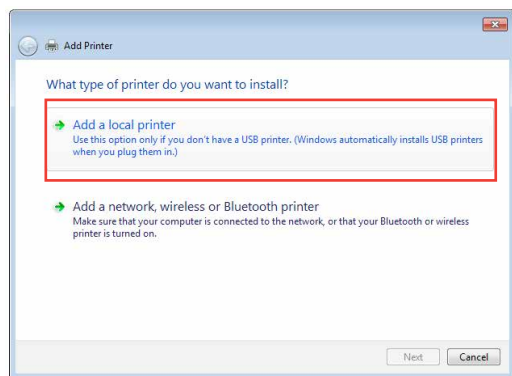 Add Printer
What type of printer do you want to install?
Add a local printer
Use this option only if you don't have a USB printer. (Windows automatically installs USB printers
when you plug them in.)
Add a network, wireless or Bluetooth printer
Make sure that your computer is connected to the network, or that your Bluetooth or wireless
printer is turned on.
Next Cancel